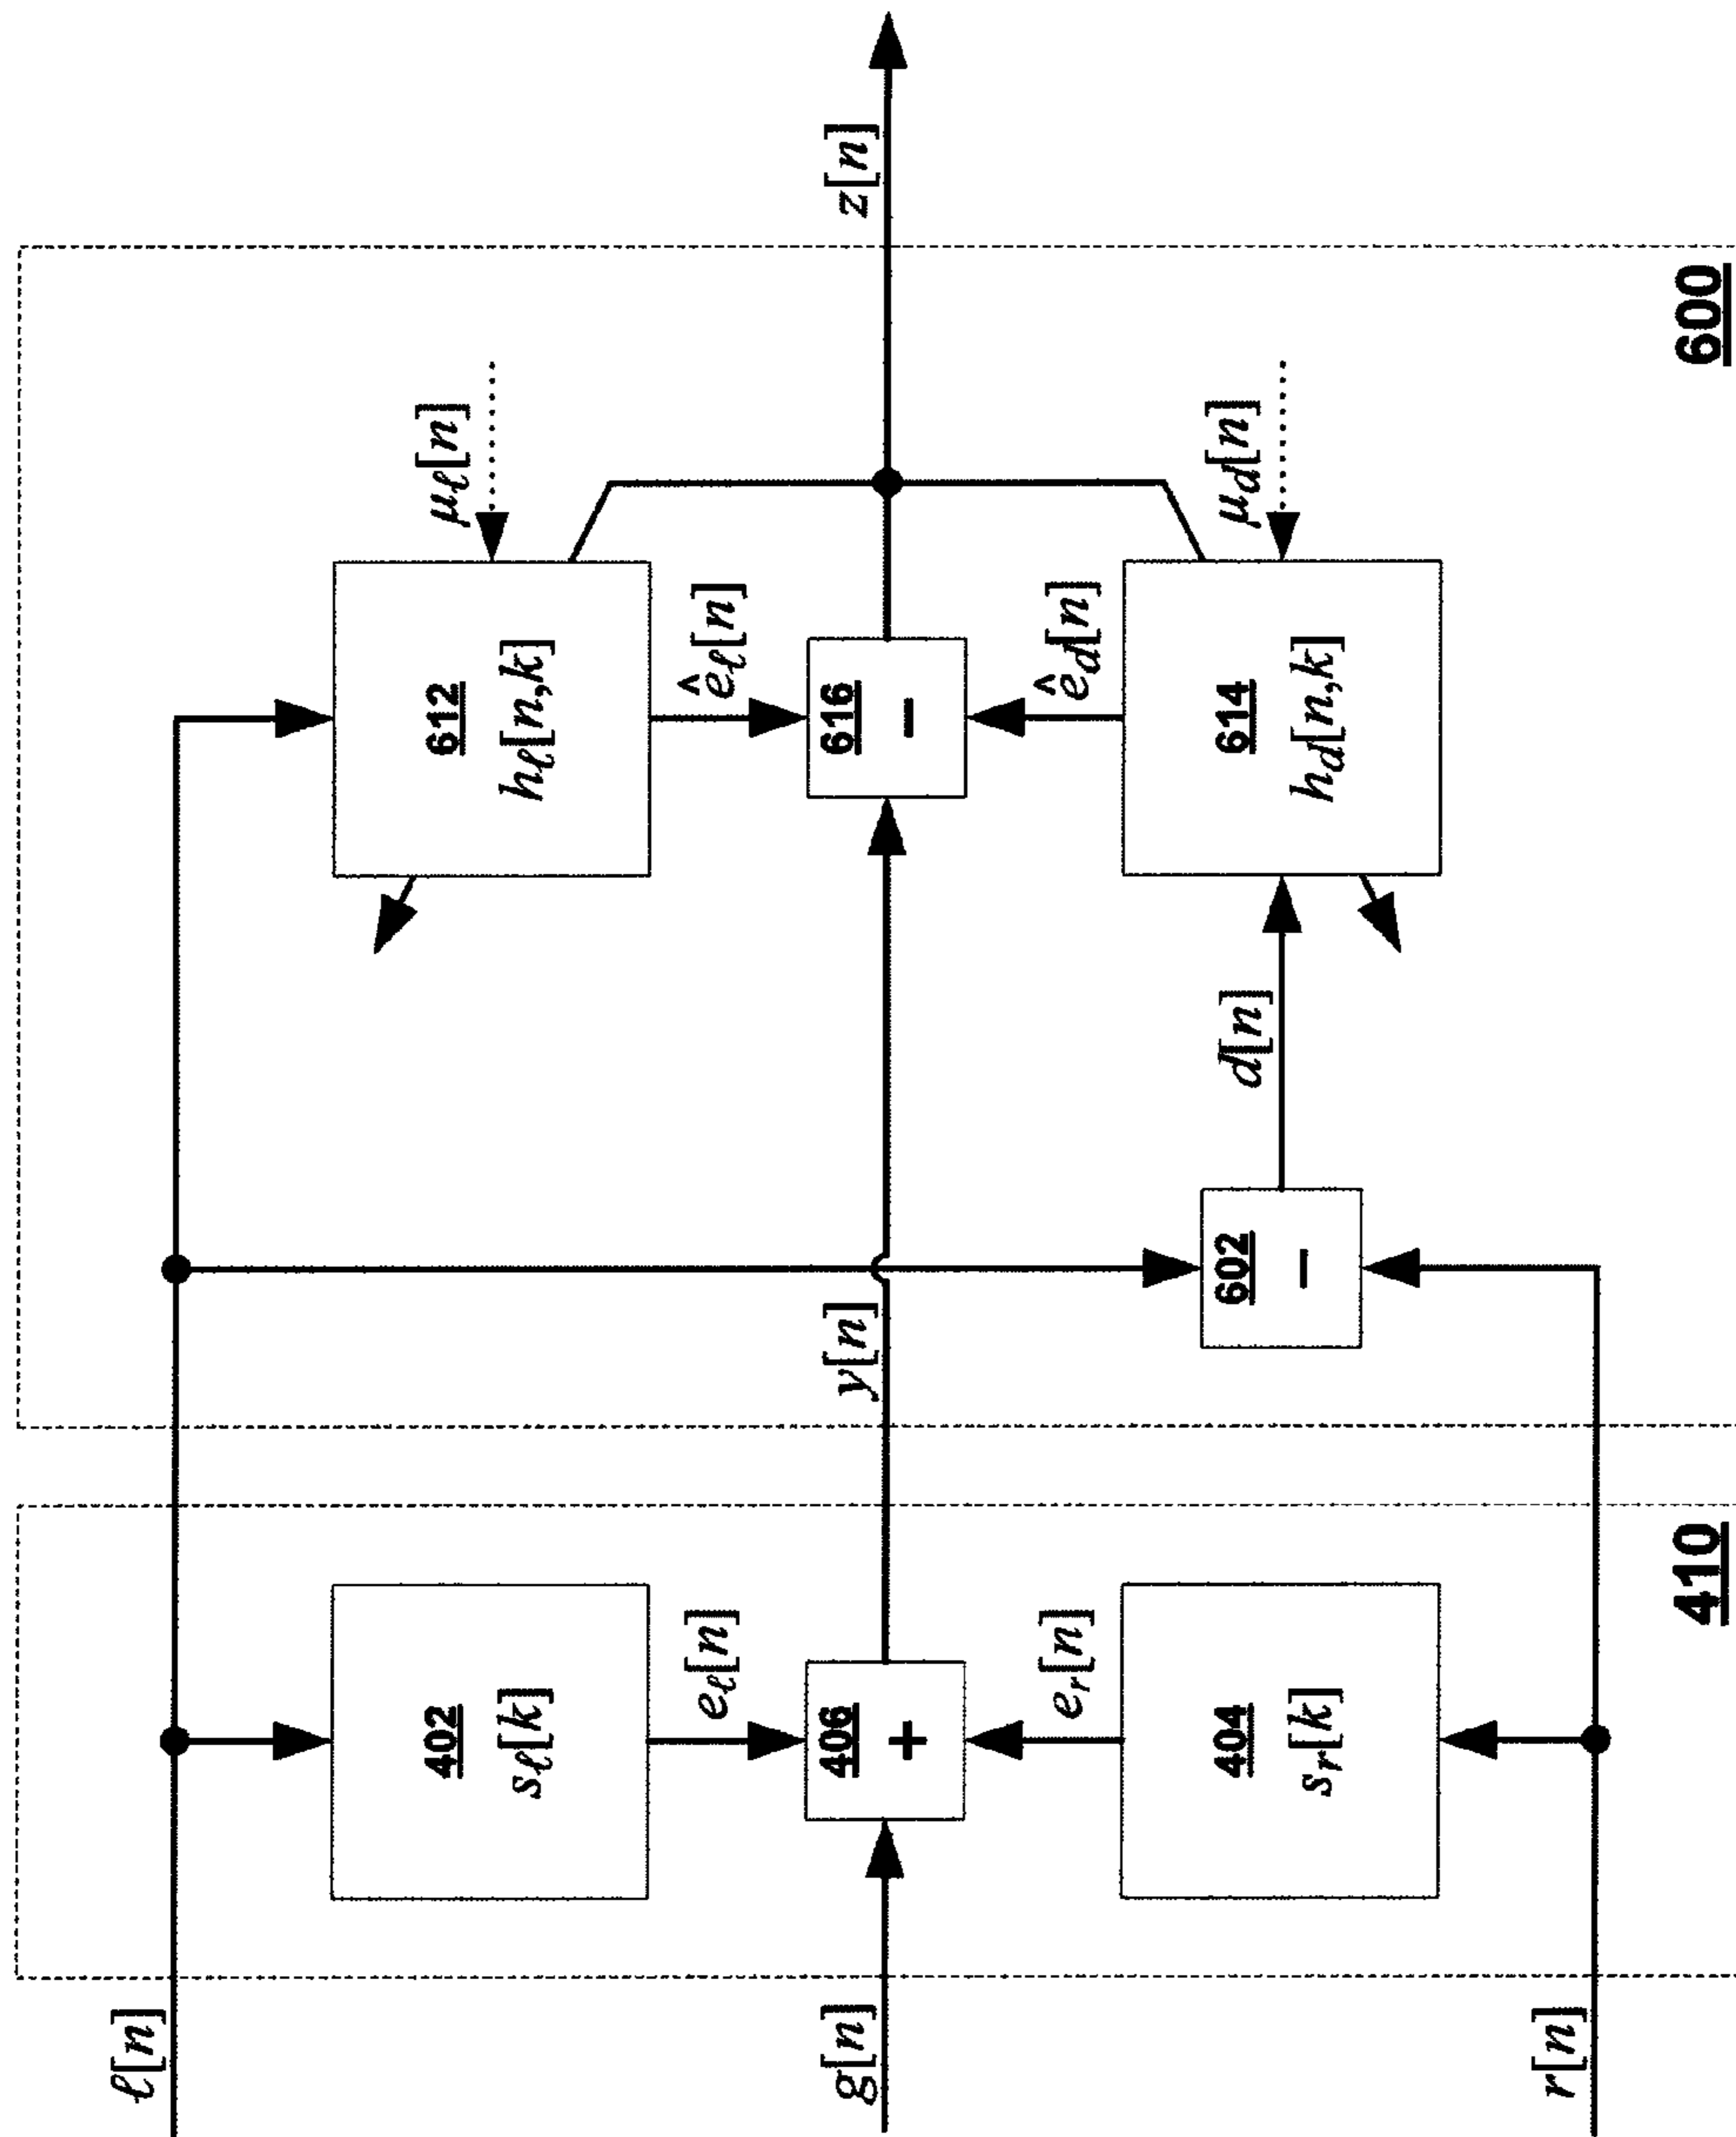 ℓ[n]
g[n]
r[n]
402
sℓ[k]
eℓ[n]
406
+
er[n]
404
sr[k]
410
y[n]
602
−
d[n]
612
hℓ[n,k]
μℓ[n]
êℓ[n]
616
−
êd[n]
614
hd[n,k]
μd[n]
z[n]
600